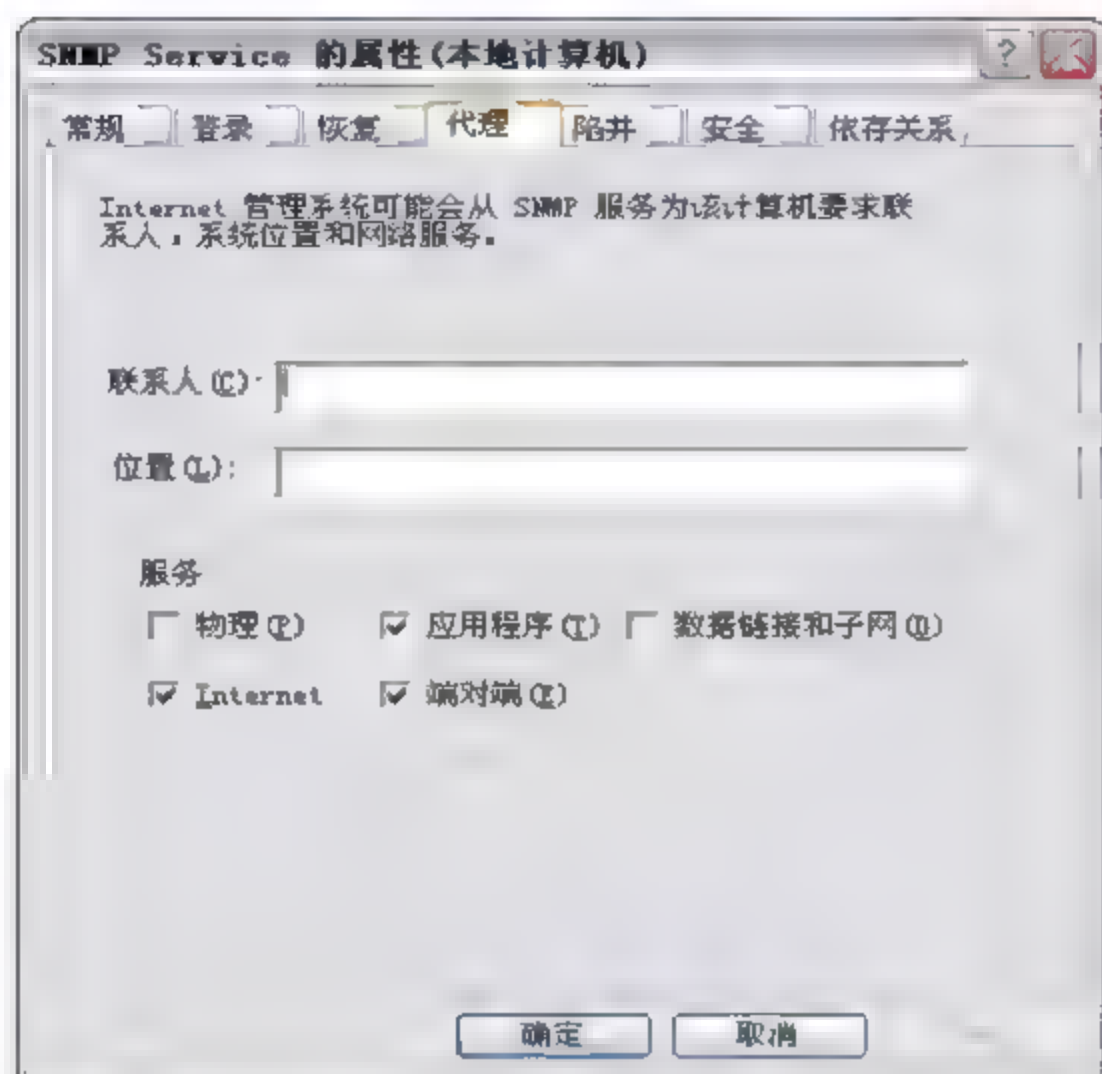 SNMP Service 的属性(本地计算机)
常规 登录 恢复 代理 陷井 安全 依存关系
Internet 管理系统可能会从 SNMP 服务为该计算机要求联
系人，系统位置和网络服务。
联系人(C):
位置(L):
服务
物理(P) 应用程序(T) 数据链接和子网(D)
Internet 端对端(E)
确定 取消